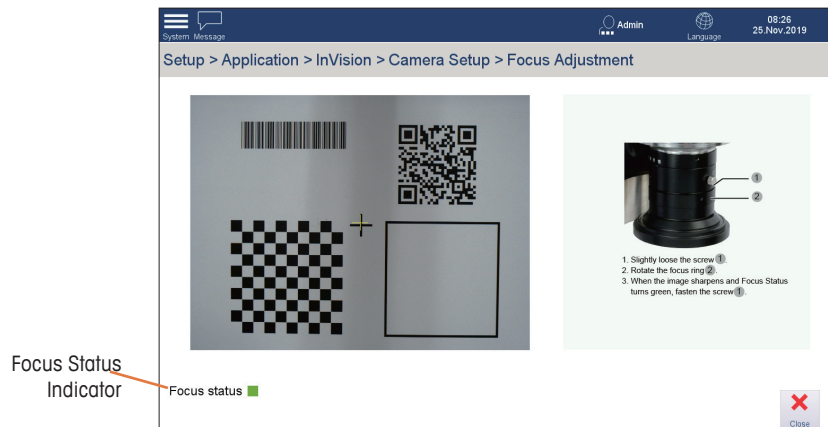 System Message
Admin
Language
08:26
25.Nov.2019
Setup > Application > InVision > Camera Setup > Focus Adjustment
1
2
1. Slightly loose the screw 1.
2. Rotate the focus ring 2.
3. When the image sharpens and Focus Status
turns green, fasten the screw 1.
Focus Status
Indicator
Focus status
Close